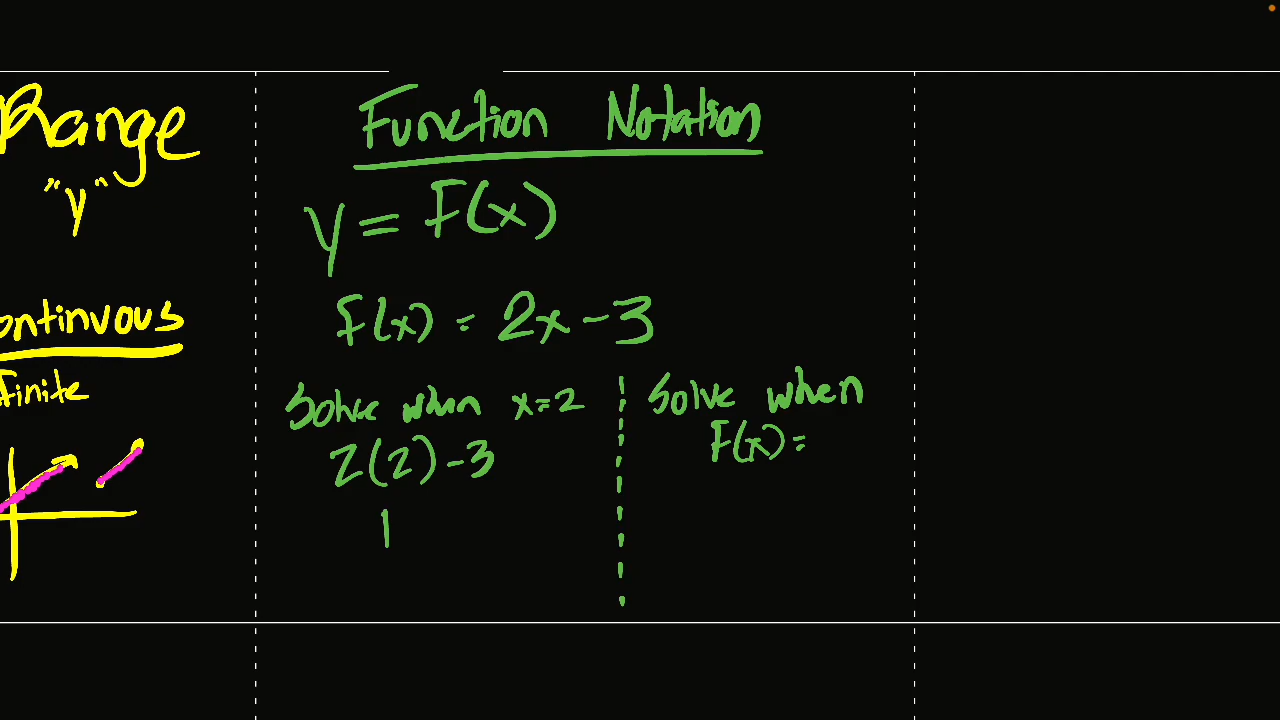 Range
"y"
ontinuous
finite
Function Notation
y = F(x)
F(x) = 2x - 3
Solve when x=2
2(2) - 3
1
Solve when
F(x) =